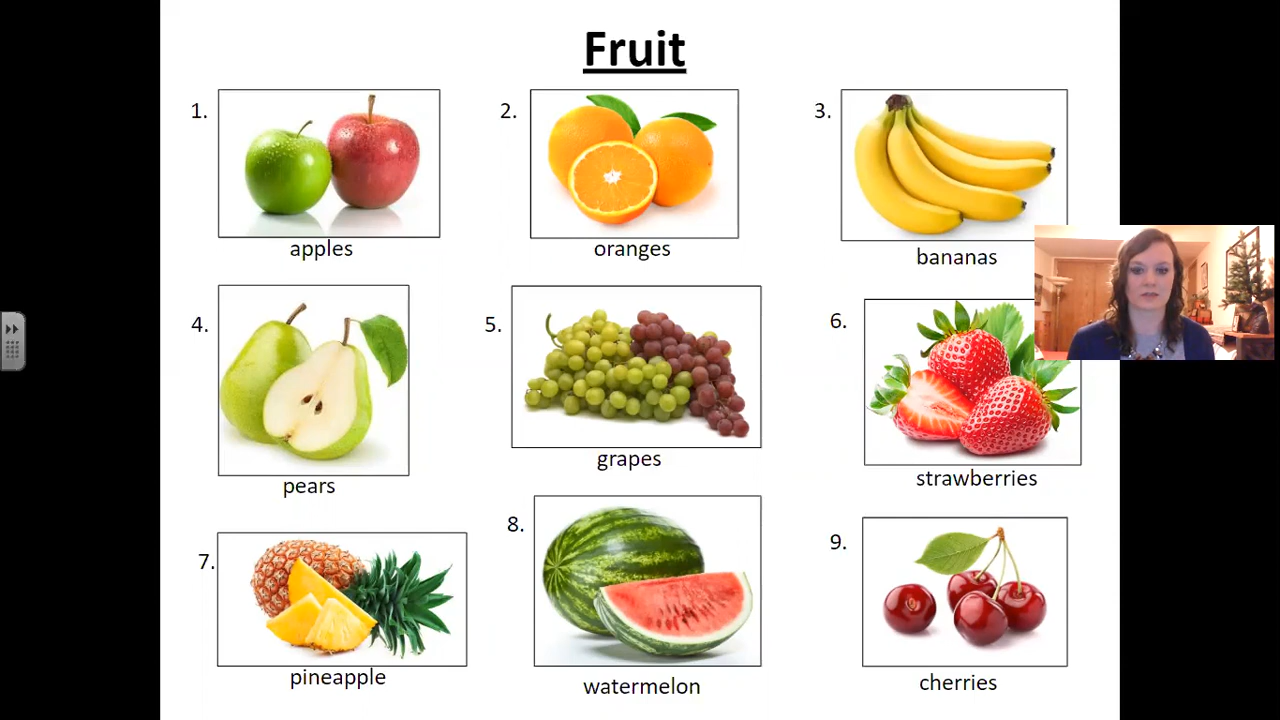 Fruit
1.
2.
3.
apples
oranges
bananas
4.
5.
6.
pears
grapes
strawberries
7.
8.
9.
pineapple
watermelon
cherries